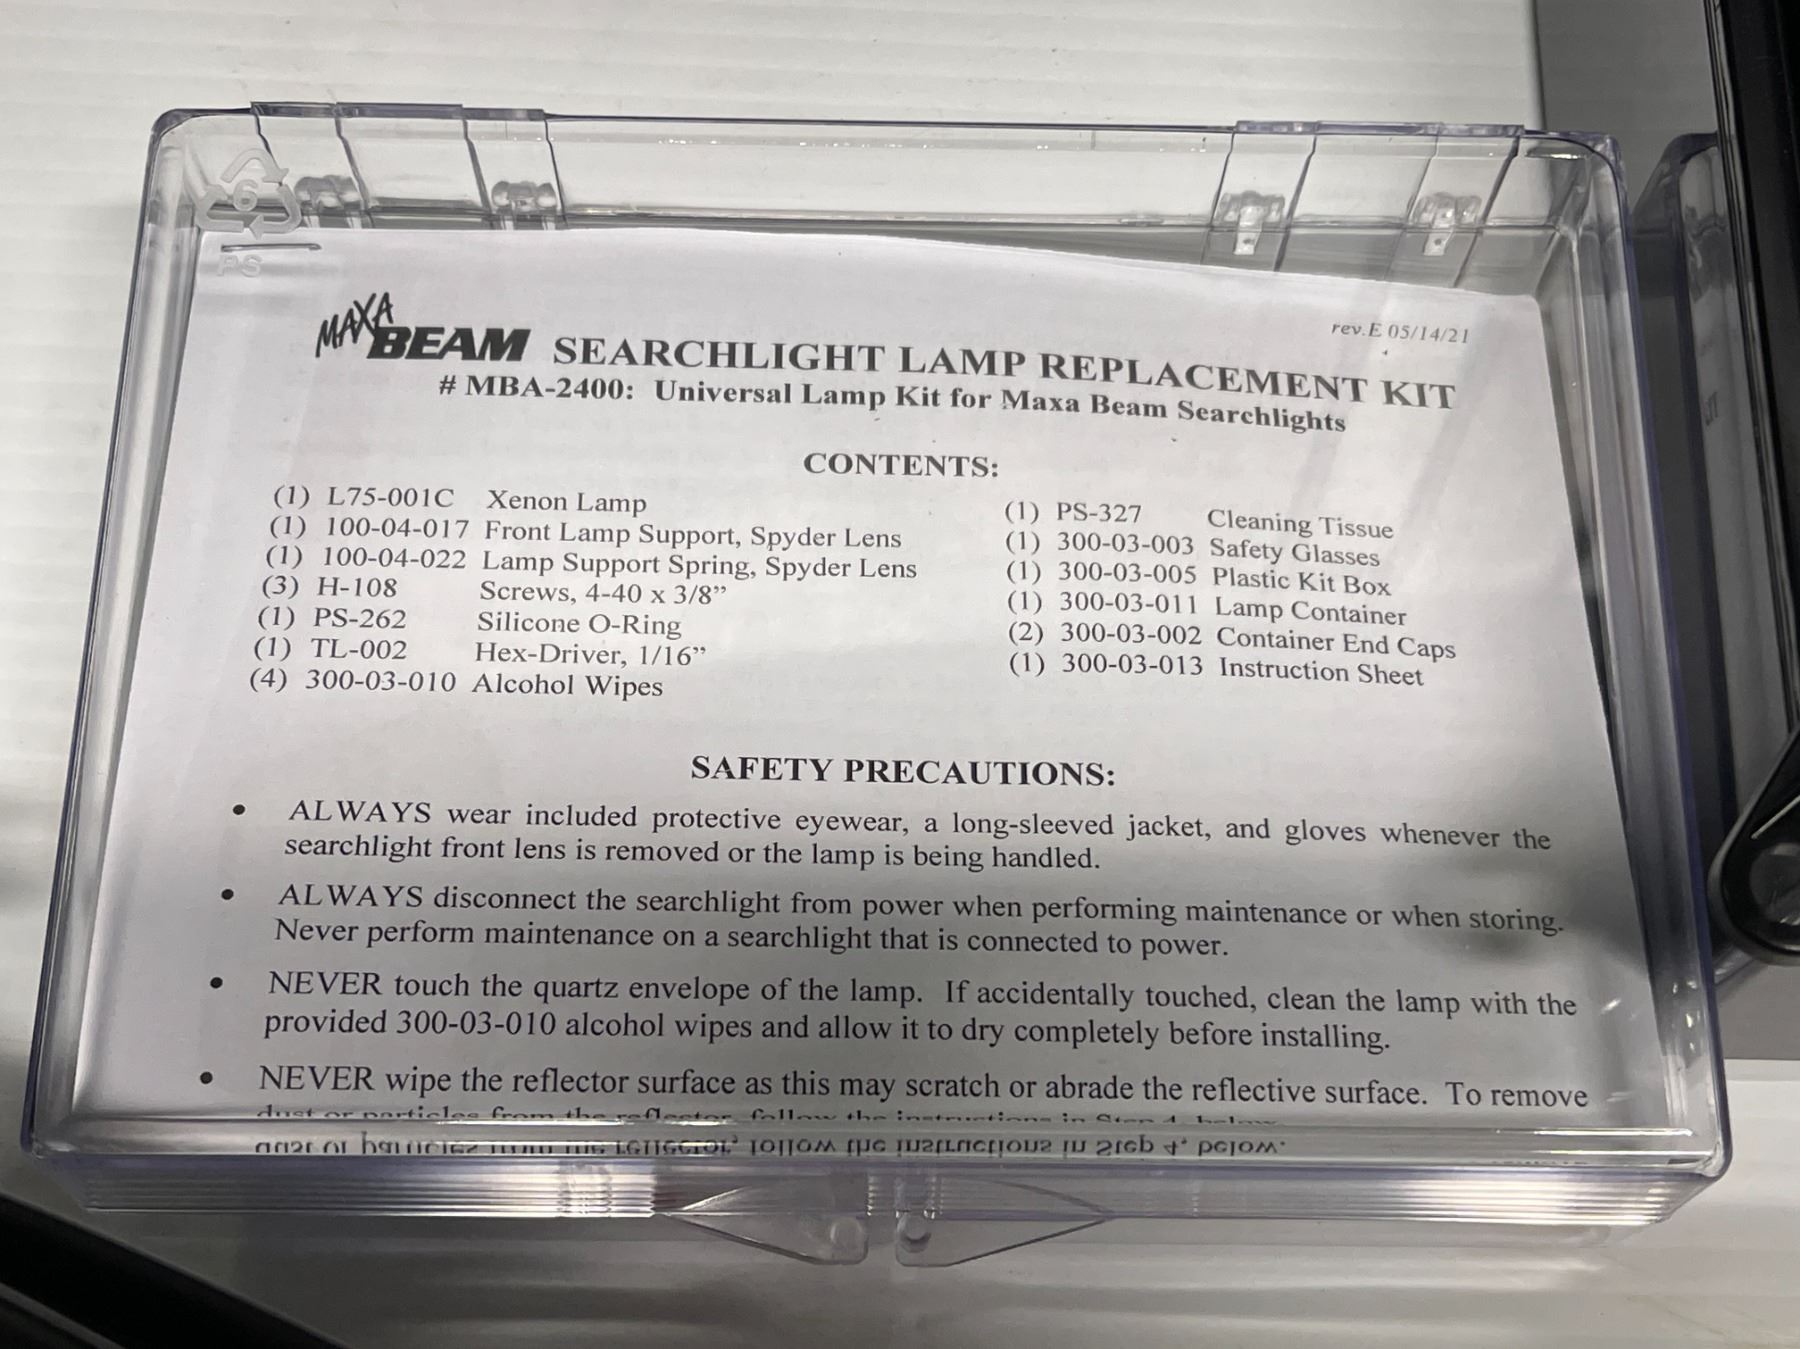 6
PS
rev.E 05/14/21
MAXA BEAM SEARCHLIGHT LAMP REPLACEMENT KIT
# MBA-2400: Universal Lamp Kit for Maxa Beam Searchlights
CONTENTS:
(1) L75-001C Xenon Lamp
(1) 100-04-017 Front Lamp Support, Spyder Lens
(1) 100-04-022 Lamp Support Spring, Spyder Lens
(3) H-108 Screws, 4-40 x 3/8”
(1) PS-262 Silicone O-Ring
(1) TL-002 Hex-Driver, 1/16”
(4) 300-03-010 Alcohol Wipes
(1) PS-327 Cleaning Tissue
(1) 300-03-003 Safety Glasses
(1) 300-03-005 Plastic Kit Box
(1) 300-03-011 Lamp Container
(2) 300-03-002 Container End Caps
(1) 300-03-013 Instruction Sheet
SAFETY PRECAUTIONS:
• ALWAYS wear included protective eyewear, a long-sleeved jacket, and gloves whenever the
searchlight front lens is removed or the lamp is being handled.
• ALWAYS disconnect the searchlight from power when performing maintenance or when storing.
Never perform maintenance on a searchlight that is connected to power.
• NEVER touch the quartz envelope of the lamp. If accidentally touched, clean the lamp with the
provided 300-03-010 alcohol wipes and allow it to dry completely before installing.
• NEVER wipe the reflector surface as this may scratch or abrade the reflective surface. To remove
dust or particles from the reflector, follow the instructions in Step 4 below.